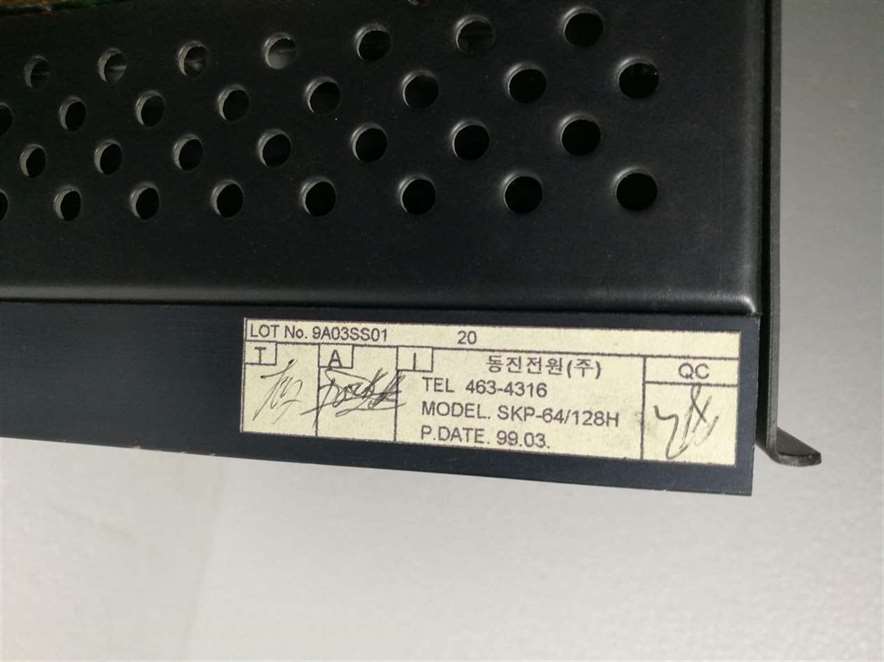 LOT No. 9A03SS01 20
T A I 동진전원(주) QC
TEL 463-4316
MODEL. SKP-64/128H
P.DATE. 99.03.